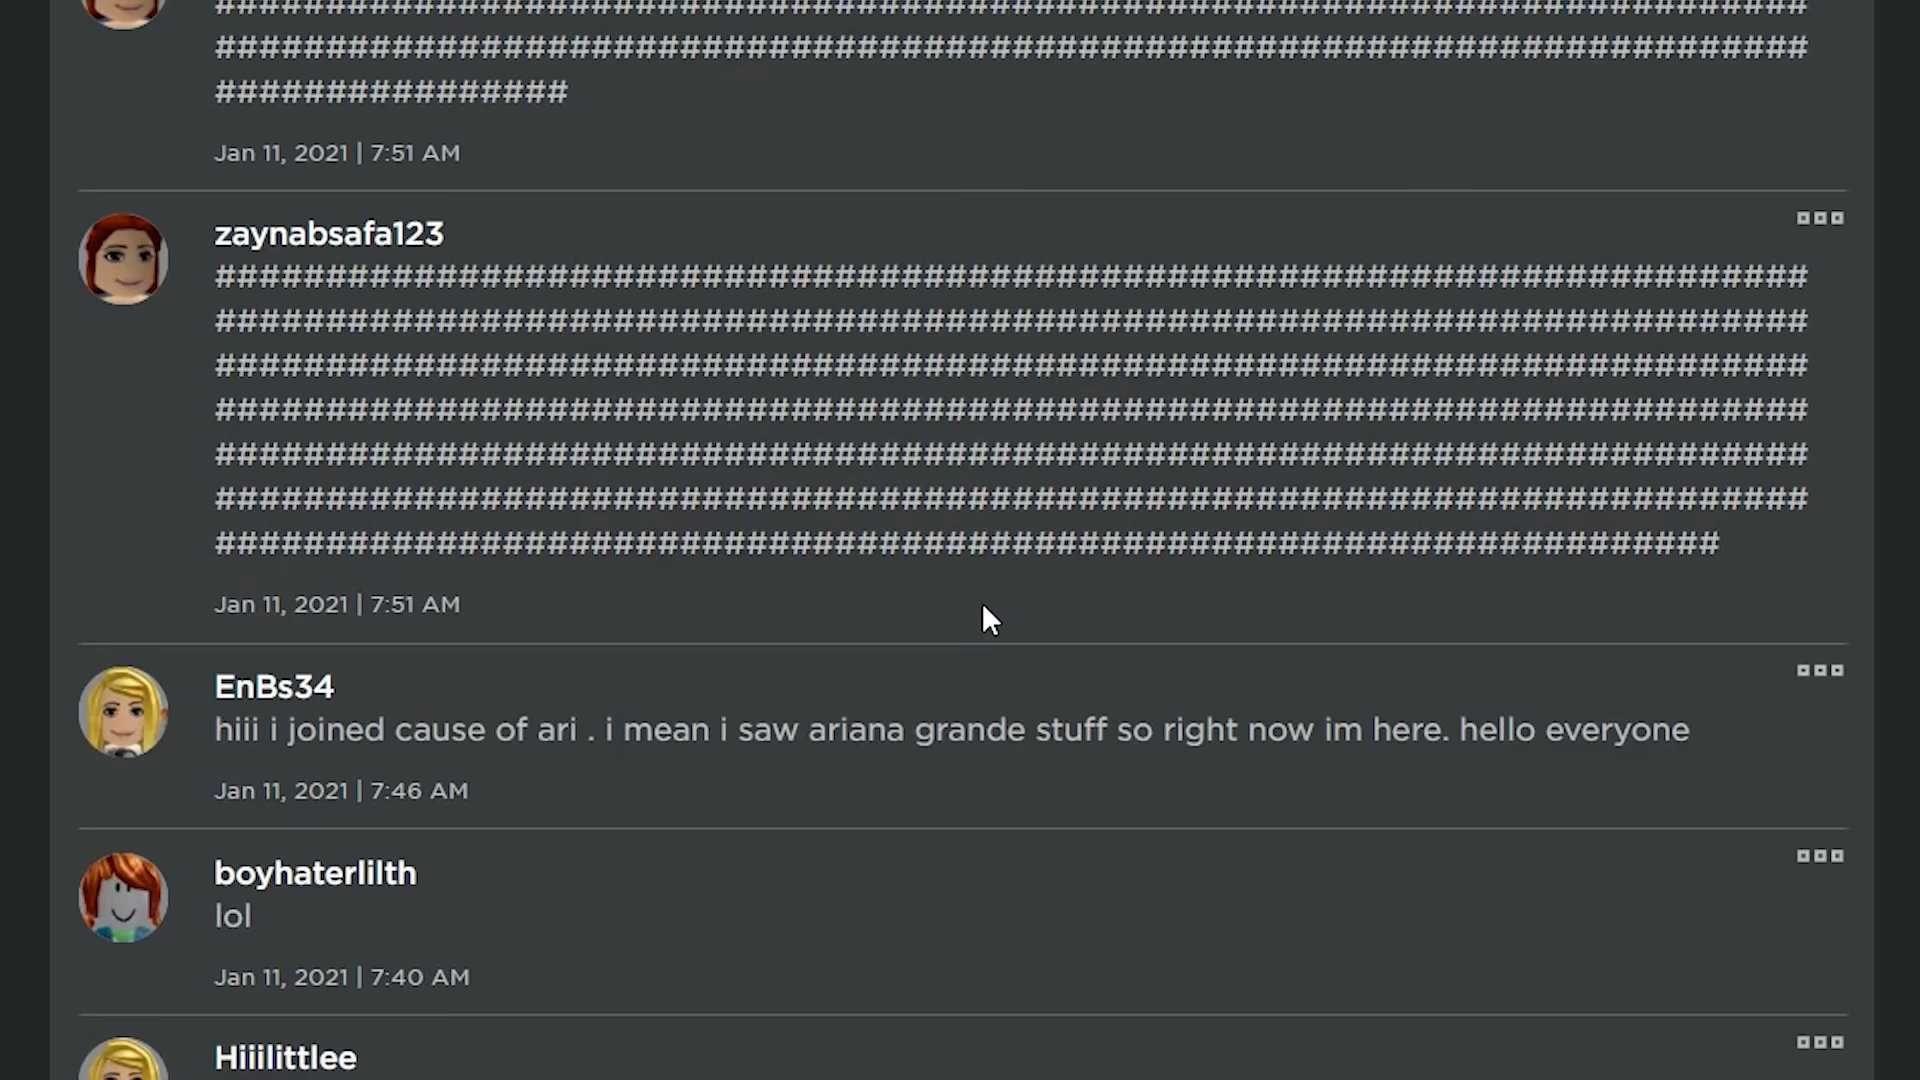 ########################################################################
########################################################################
################
Jan 11, 2021 | 7:51 AM
zaynabsafa123
########################################################################
########################################################################
########################################################################
########################################################################
########################################################################
########################################################################
####################################################################
Jan 11, 2021 | 7:51 AM
EnBs34
hiii i joined cause of ari . i mean i saw ariana grande stuff so right now im here. hello everyone
Jan 11, 2021 | 7:46 AM
boyhaterlilth
lol
Jan 11, 2021 | 7:40 AM
Hiiilittlee